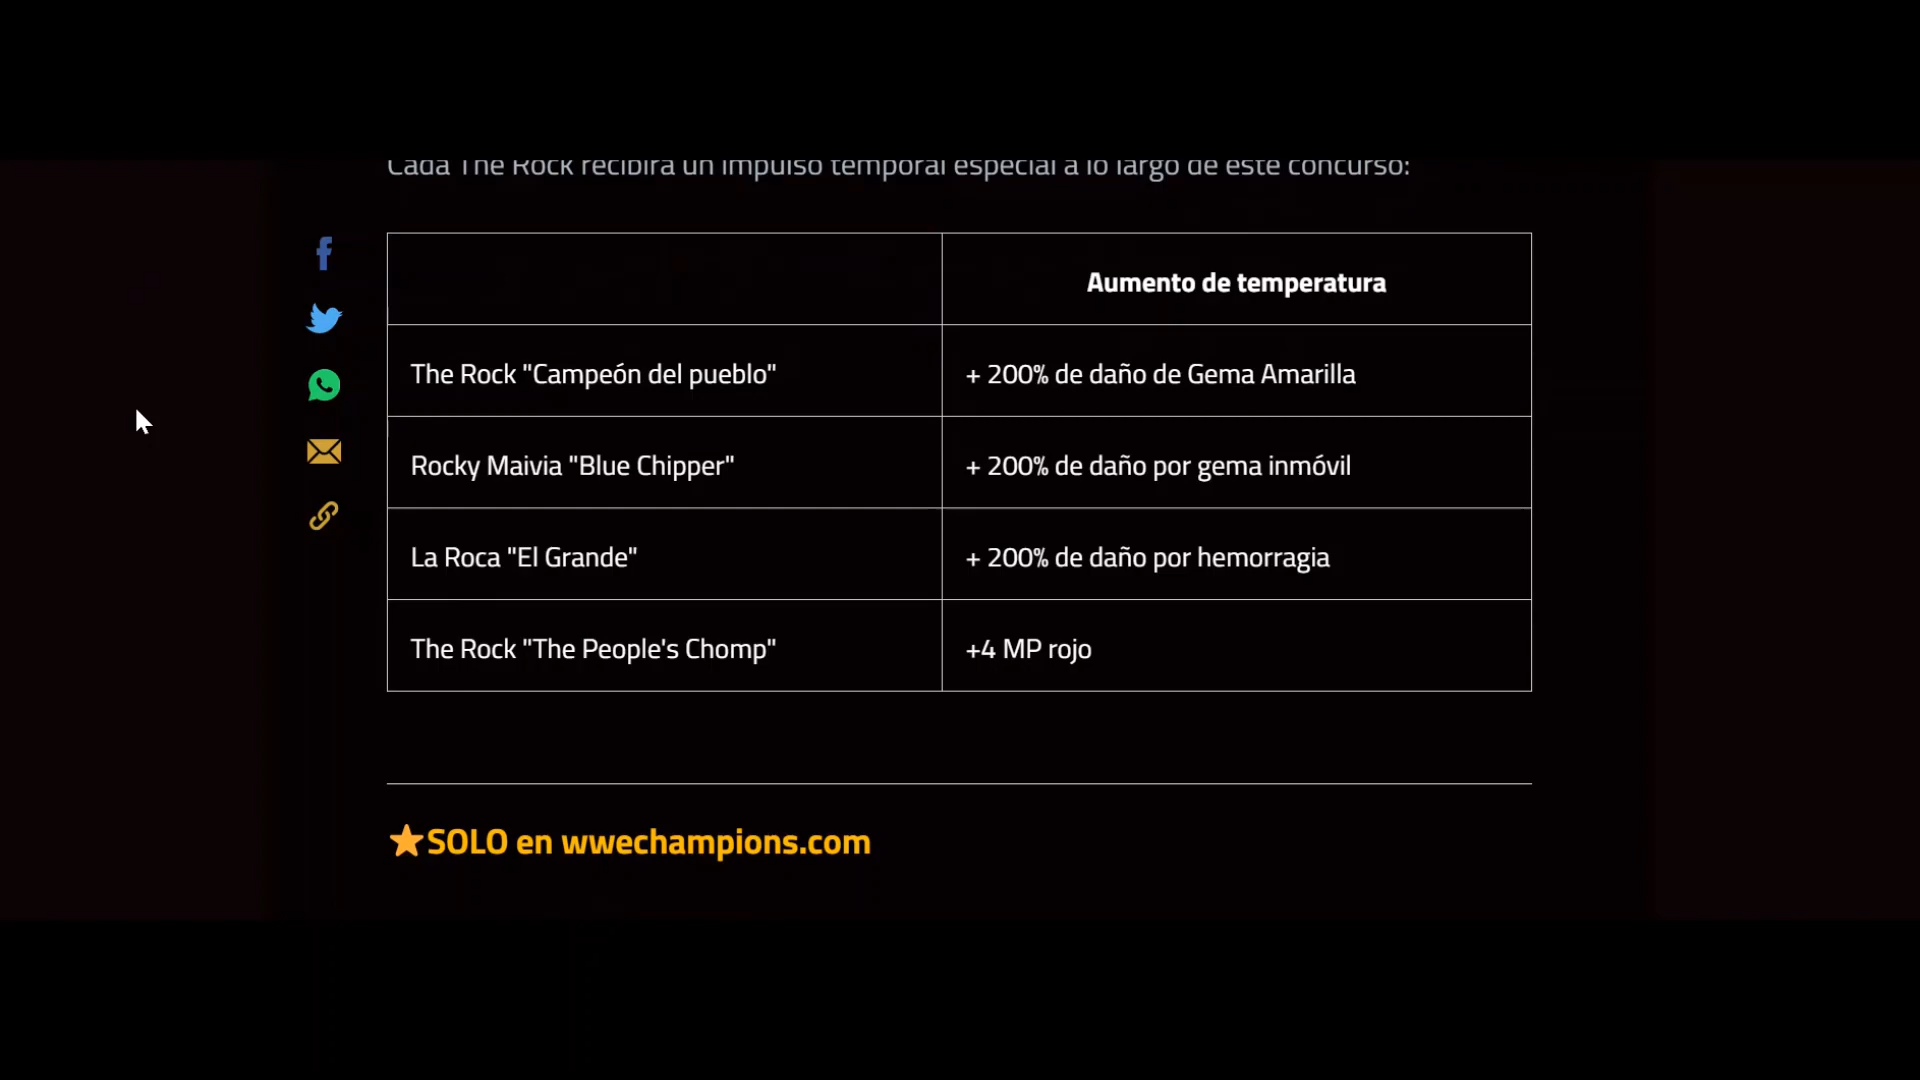 Cada The Rock recibirá un impulso temporal especial a lo largo de este concurso:
Aumento de temperatura
The Rock "Campeón del pueblo" + 200% de daño de Gema Amarilla
Rocky Maivia "Blue Chipper" + 200% de daño por gema inmóvil
La Roca "El Grande" + 200% de daño por hemorragia
The Rock "The People's Chomp" +4 MP rojo
SOLO en wwechampions.com